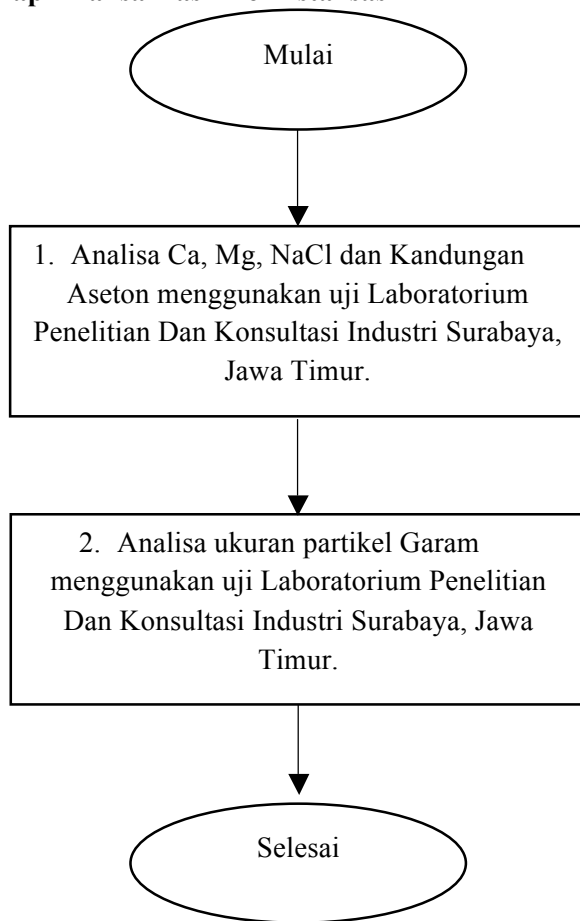 Mulai
1. Analisa Ca, Mg, NaCl dan Kandungan
Aseton menggunakan uji Laboratorium
Penelitian Dan Konsultasi Industri Surabaya,
Jawa Timur.
2. Analisa ukuran partikel Garam
menggunakan uji Laboratorium Penelitian
Dan Konsultasi Industri Surabaya, Jawa
Timur.
Selesai